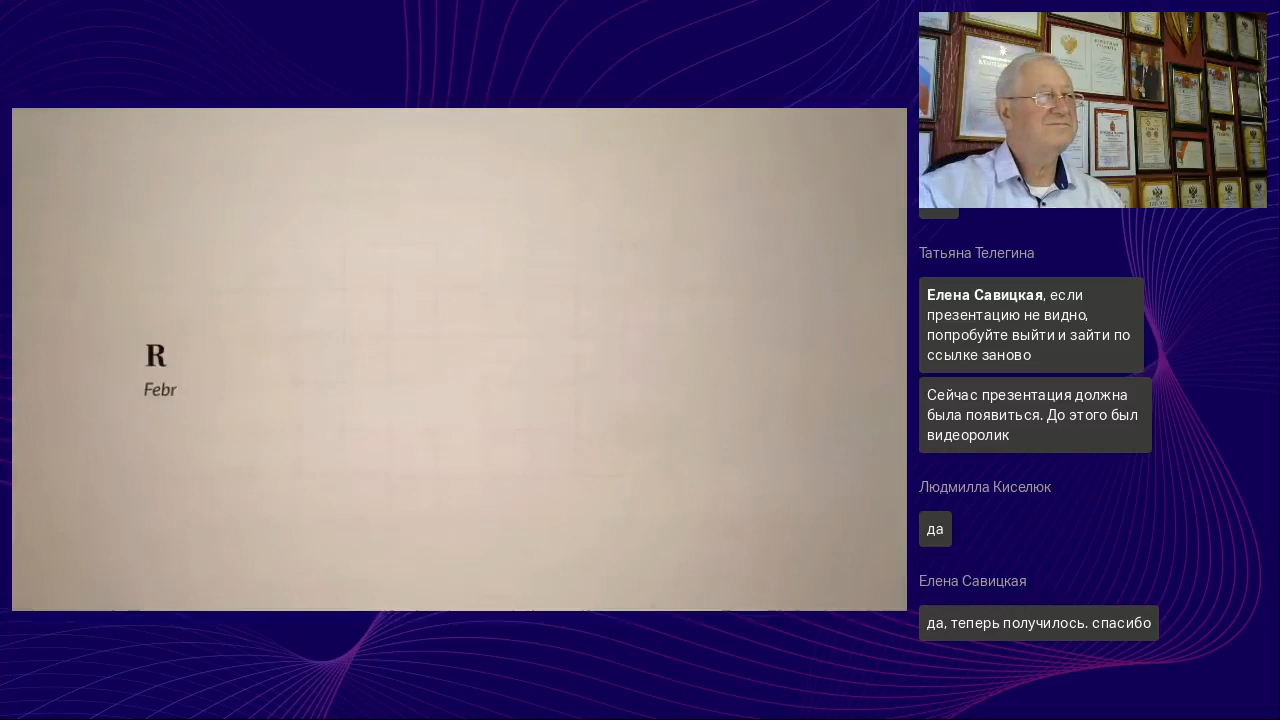 R
Febr
Татьяна Телегина
Елена Савицкая, если
презентацию не видно,
попробуйте выйти и зайти по
ссылке заново
Сейчас презентация должна
была появиться. До этого был
видеоролик
Людмилла Киселюк
да
Елена Савицкая
да, теперь получилось. спасибо